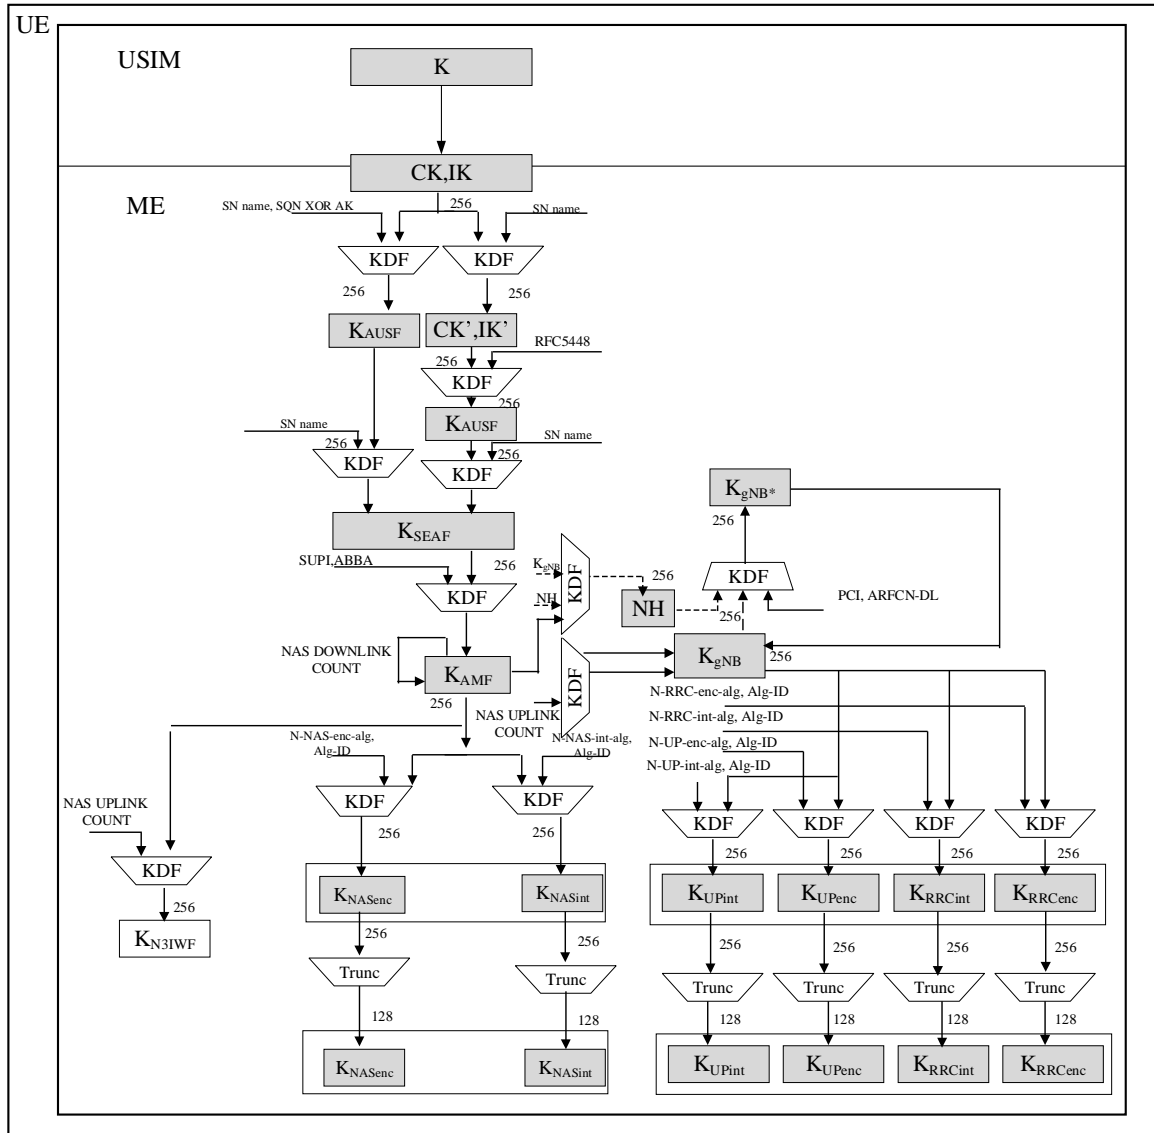 UE
USIM
K
CK,IK
ME
SN name, SQN XOR AK
256
SN name
KDF
KDF
256
256
KAUSF
CK’,IK’
RFC5448
256
KDF
256
KAUSF
SN name
256
SN name
256
KDF
KDF
KgNB*
256
KSEAF
SUPI,ABBA
256
KgNB
KDF
256
KDF
KDF
NH
NH
256
PCI, ARFCN-DL
NAS DOWNLINK
COUNT
KAMF
256
KDF
KgNB
256
NAS UPLINK
COUNT
N-RRC-enc-alg, Alg-ID
N-RRC-int-alg, Alg-ID
N-UP-enc-alg, Alg-ID
N-UP-int-alg, Alg-ID
N-NAS-enc-alg,
Alg-ID
N-NAS-int-alg,
Alg-ID
NAS UPLINK
COUNT
KDF
KDF
KDF
KDF
KDF
KDF
KDF
256
256
256
256
256
256
256
KN3IWF
KNASenc
KNASint
KUPint
KUPenc
KRRCint
KRRCenc
256
256
256
256
256
256
Trunc
Trunc
Trunc
Trunc
Trunc
Trunc
128
128
128
128
128
128
KNASenc
KNASint
KUPint
KUPenc
KRRCint
KRRCenc